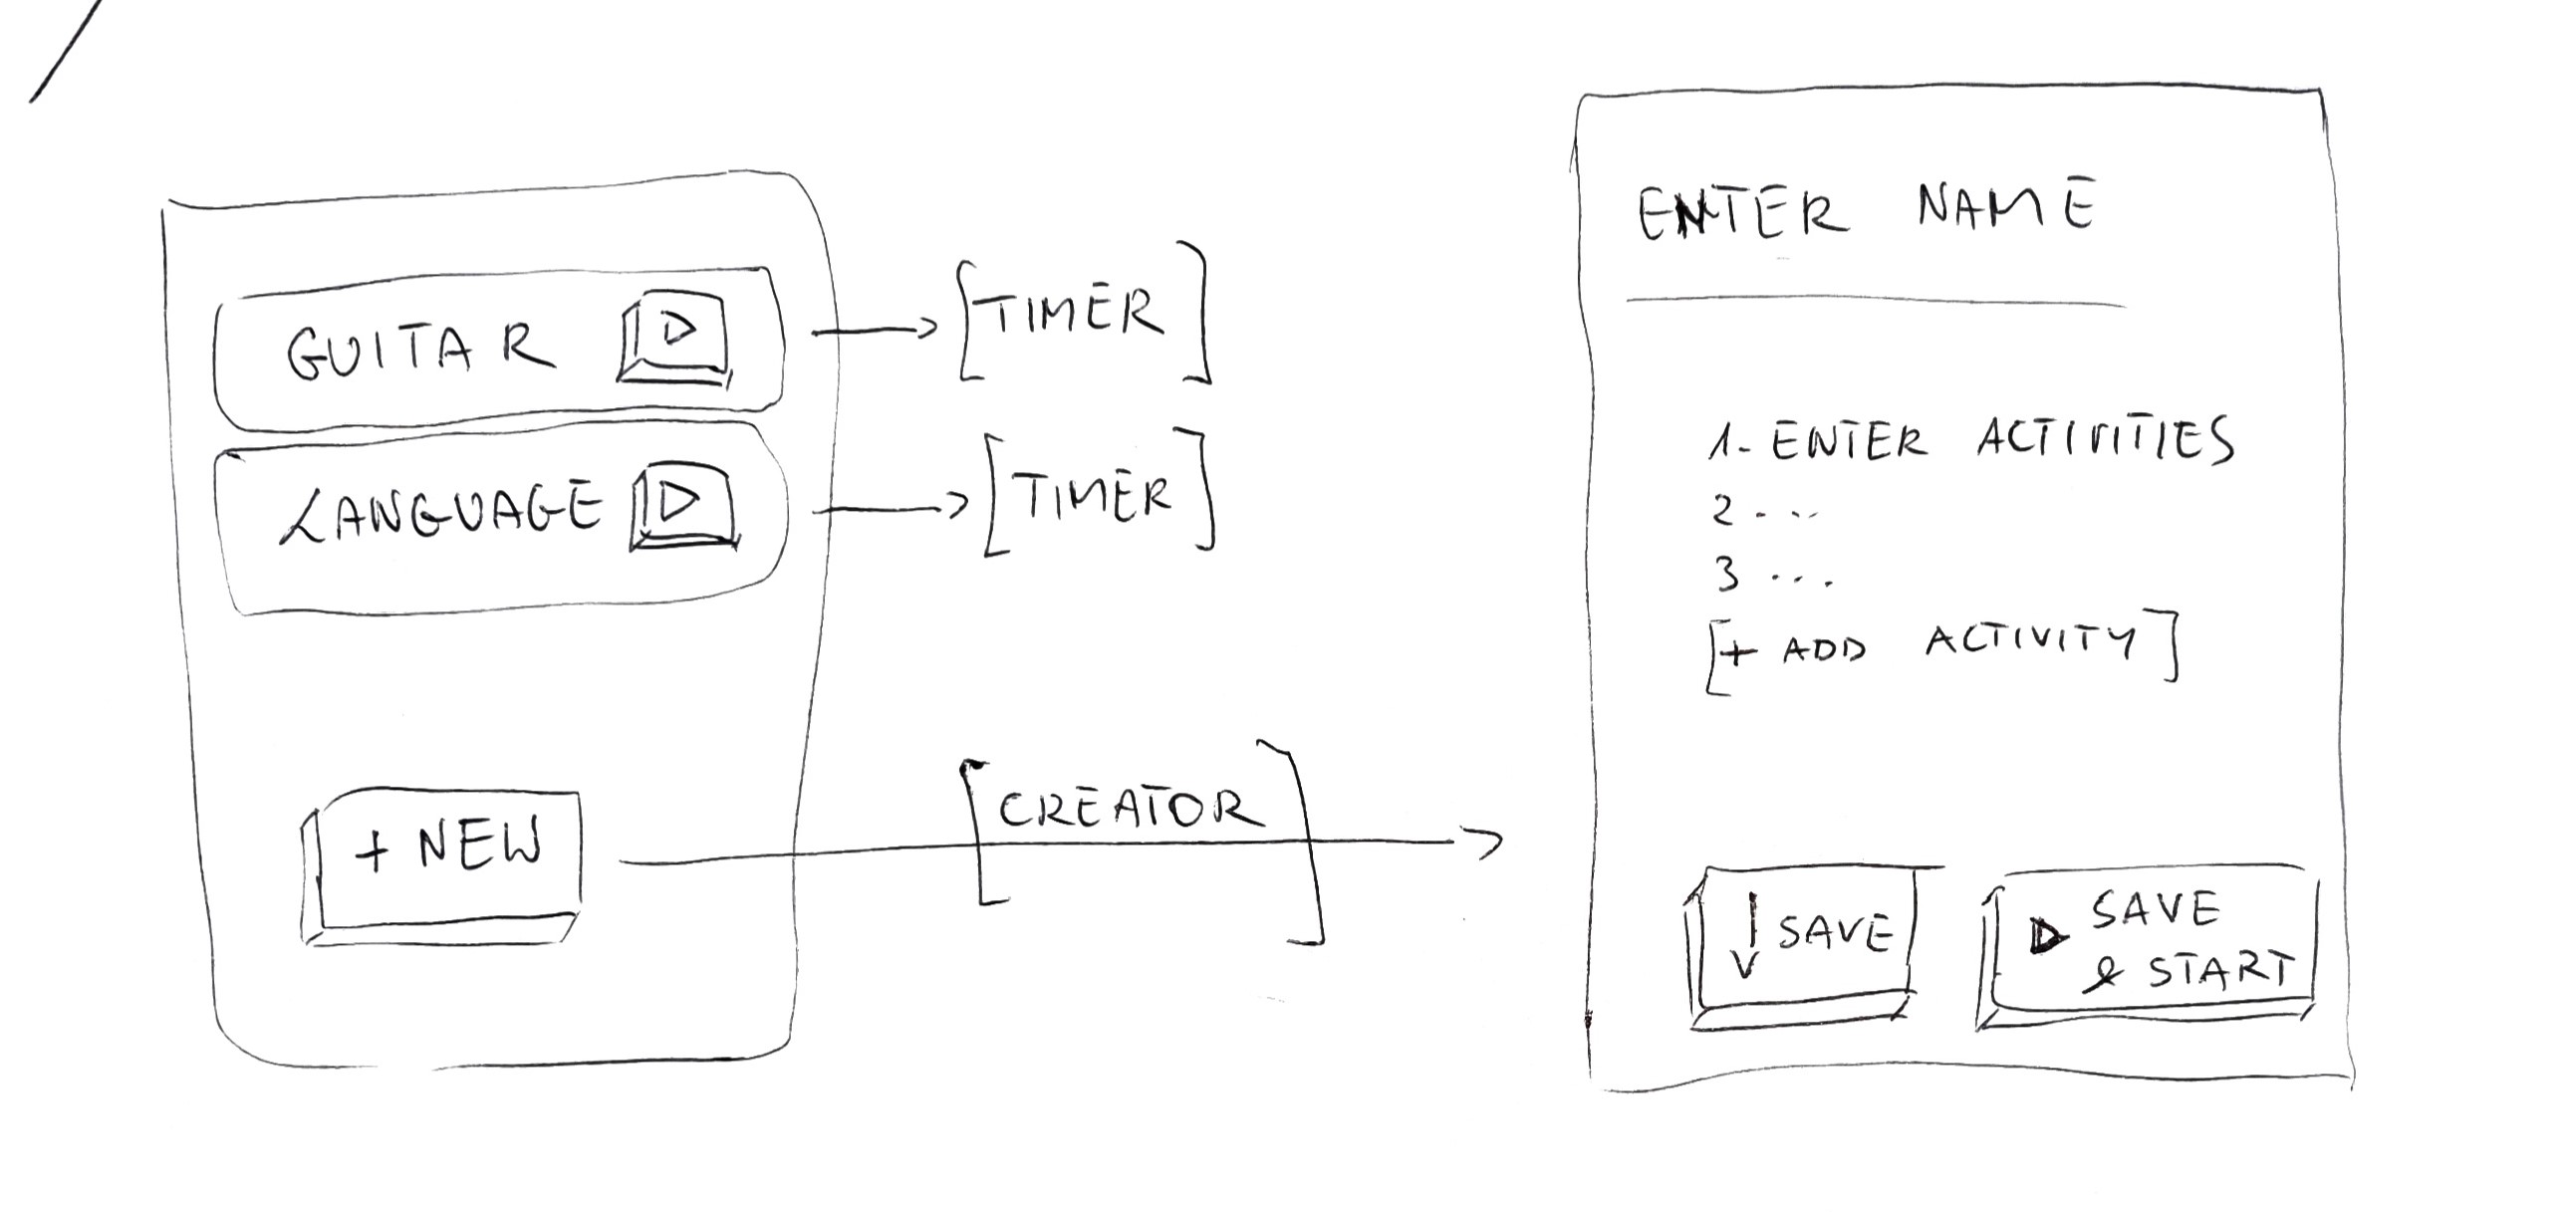 GUITAR
[TIMER]
LANGUAGE
[TIMER]
+ NEW
[CREATOR]
ENTER NAME
1- ENTER ACTIVITIES
2 - ..
3 ...
[+ ADD ACTIVITY]
SAVE
SAVE
& START